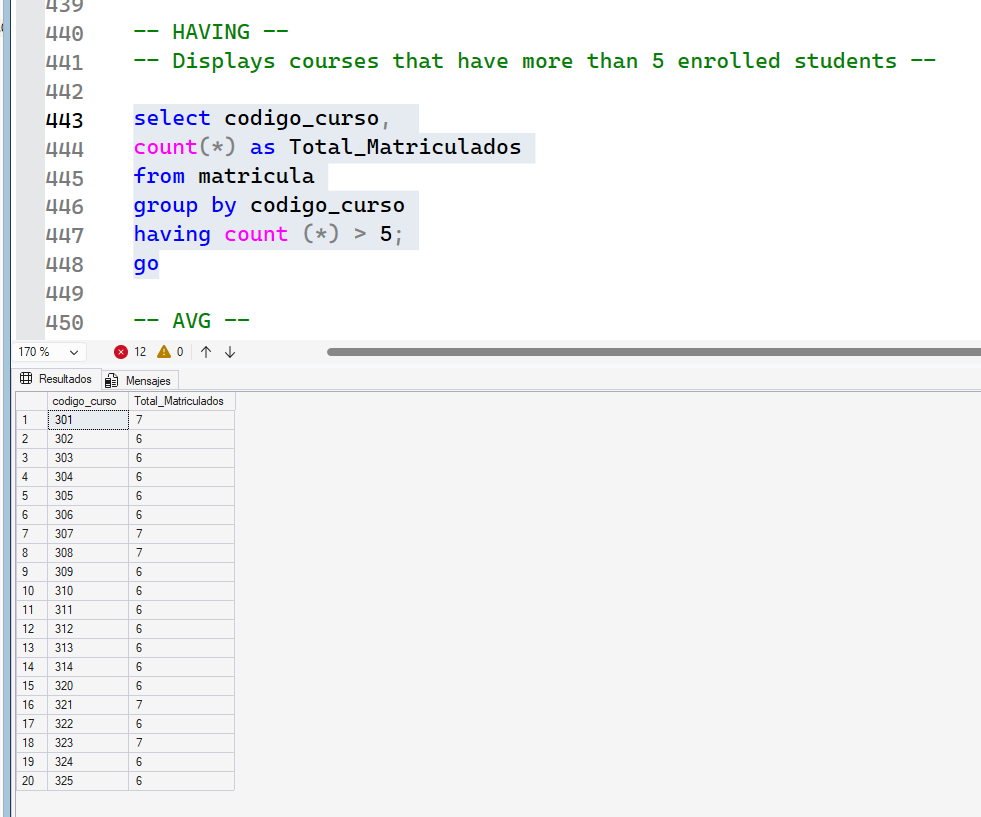 439
440 -- HAVING --
441 -- Displays courses that have more than 5 enrolled students --
442
443 select codigo_curso,
444 count(*) as Total_Matriculados
445 from matricula
446 group by codigo_curso
447 having count (*) > 5;
448 go
449
450 -- AVG --
170 % 12 0
Resultados Mensajes
codigo_curso Total_Matriculados
1 301 7
2 302 6
3 303 6
4 304 6
5 305 6
6 306 6
7 307 7
8 308 7
9 309 6
10 310 6
11 311 6
12 312 6
13 313 6
14 314 6
15 320 6
16 321 7
17 322 6
18 323 7
19 324 6
20 325 6